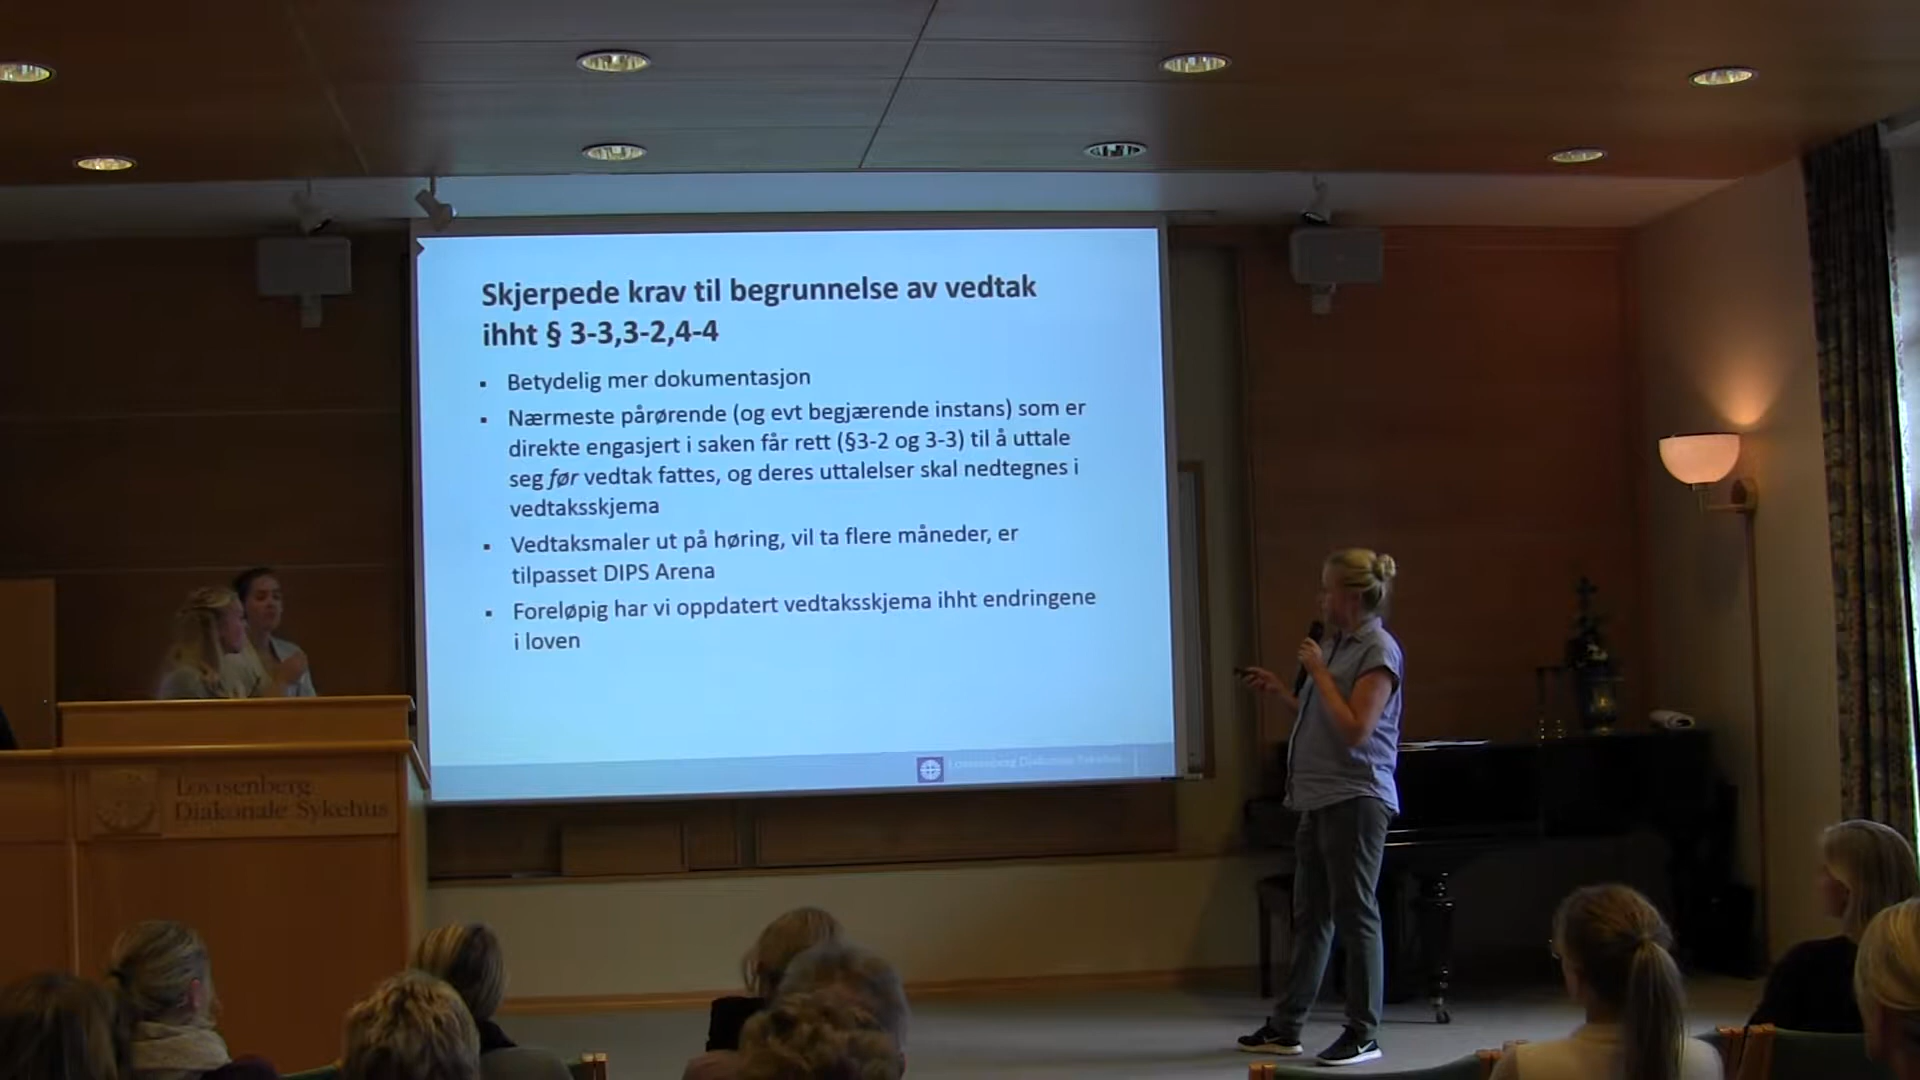 Skjerpede krav til begrunnelse av vedtak
ihht § 3-3,3-2,4-4
▪ Betydelig mer dokumentasjon
▪ Nærmeste pårørende (og evt begjærende instans) som er
direkte engasjert i saken får rett (§3-2 og 3-3) til å uttale
seg før vedtak fattes, og deres uttalelser skal nedtegnes i
vedtaksskjema
▪ Vedtaksmaler ut på høring, vil ta flere måneder, er
tilpasset DIPS Arena
▪ Foreløpig har vi oppdatert vedtaksskjema ihht endringene
i loven
Lovisenberg Diakonale Sykehus
Lovisenberg
Diakonale Sykehus